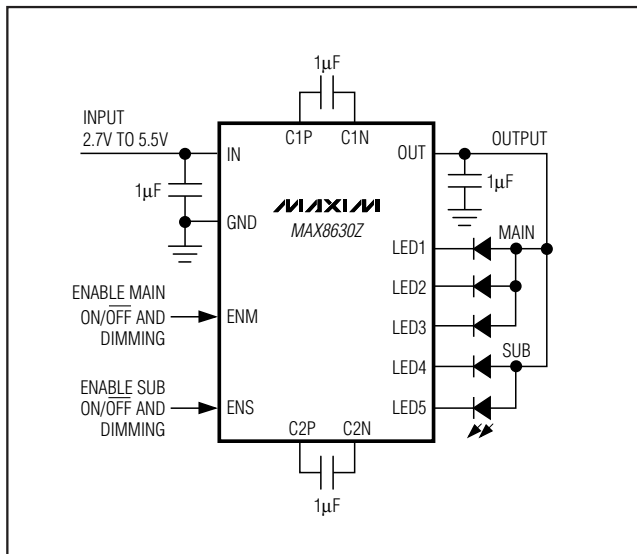 1μF
INPUT
2.7V TO 5.5V
C1P
C1N
IN
OUT
OUTPUT
1μF
1μF
GND
MAXIM
MAX8630Z
LED1
MAIN
LED2
ENABLE MAIN
ON/OFF AND
DIMMING
ENM
LED3
LED4
SUB
ENABLE SUB
ON/OFF AND
DIMMING
ENS
LED5
C2P
C2N
1μF